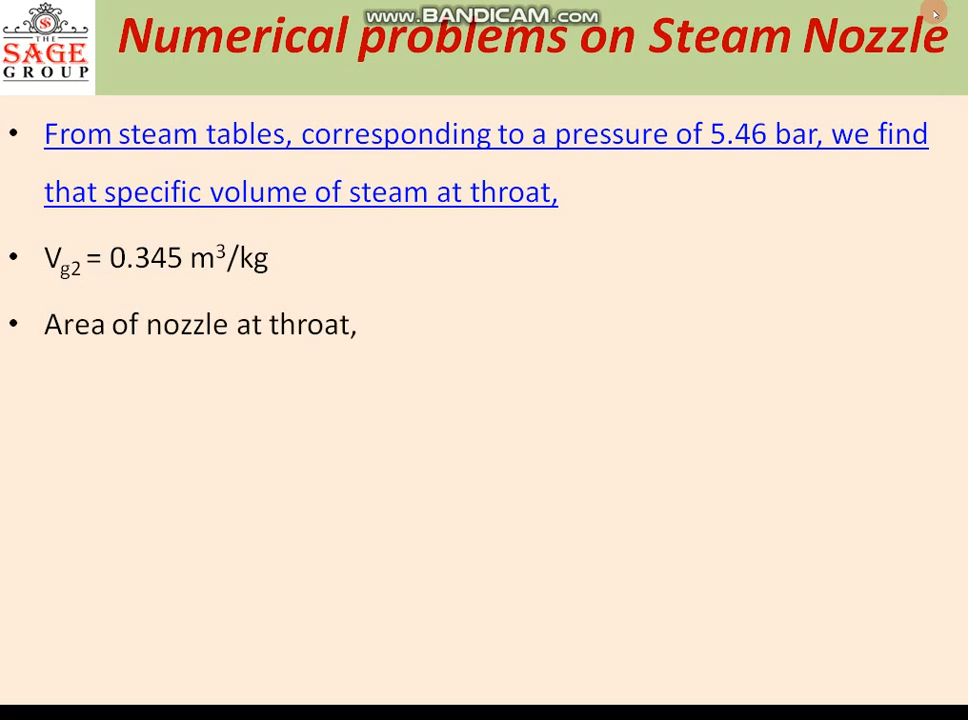 www.BANDICAM.com
THE
SAGE
GROUP
Numerical problems on Steam Nozzle
• From steam tables, corresponding to a pressure of 5.46 bar, we find
that specific volume of steam at throat,
• Vg2 = 0.345 m³/kg
• Area of nozzle at throat,